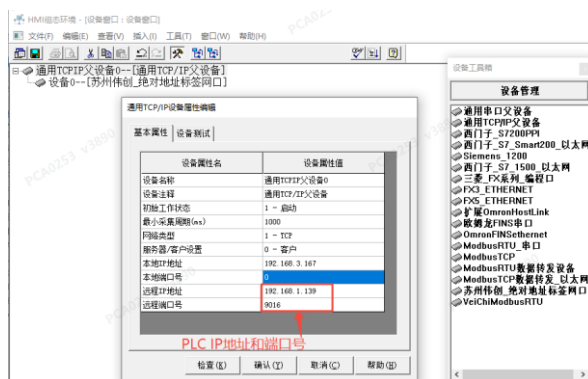 HMI组态环境 - [设备窗口 : 设备窗口]
文件(F) 编辑(E) 查看(V) 插入(I) 工具(T) 窗口(W) 帮助(H)
通用TCPIP父设备0--[通用TCP/IP父设备]
设备0--[苏州伟创_绝对地址标签网口]
通用TCP/IP设备属性编辑
基本属性 设备测试
设备属性名 设备属性值
设备名称 通用TCPIP父设备0
设备注释 通用TCP/IP父设备
初始工作状态 1 - 启动
最小采集周期(ms) 1000
网络类型 1 - TCP
服务器/客户设置 0 - 客户
本地IP地址 192.168.3.167
本地端口号 0
远程IP地址 192.168.1.139
远程端口号 9016
PLC IP地址和端口号
检查(K) 确认(Y) 取消(C) 帮助(H)
设备工具箱
设备管理
通用串口父设备
通用TCP/IP父设备
西门子_S7200PPI
西门子_S7_Smart200_以太网
Siemens_1200
西门子_S7_1500_以太网
三菱_FX系列_编程口
FX3_ETHERNET
FX5_ETHERNET
扩展OmronHostLink
欧姆龙FINS串口
OmronFINSethernet
ModbusRTU_串口
ModbusTCP
ModbusRTU数据转发设备
ModbusTCP数据转发_以太网
苏州伟创_绝对地址标签网口
VeiChiModbusRTU
PCA0253 v3890